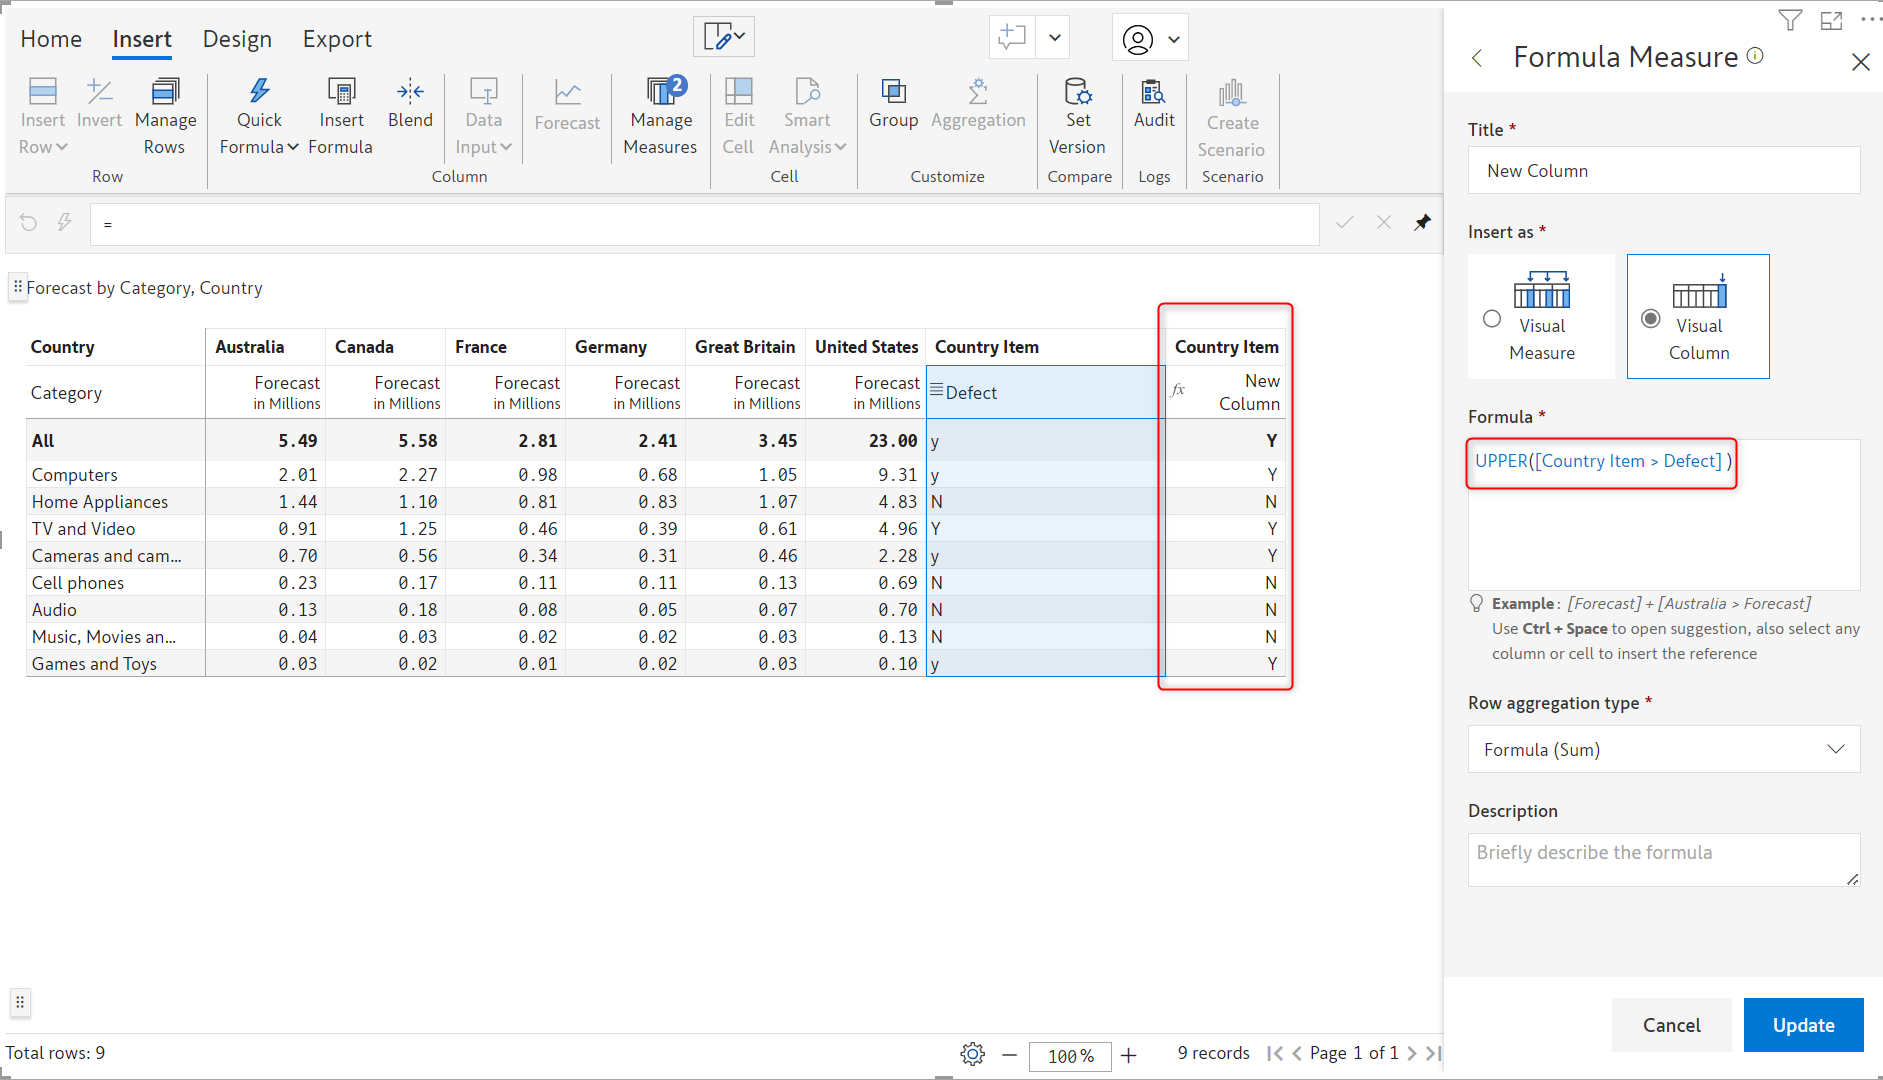 Home Insert Design Export
Insert Row
Invert
Manage Rows
Row
Quick Formula
Insert Formula
Blend
Column
Data Input
Forecast
Manage Measures
2
Edit Cell
Smart Analysis
Cell
Group
Aggregation
Customize
Set Version
Compare
Audit
Logs
Create Scenario
Scenario
=
Forecast by Category, Country
Country Australia Canada France Germany Great Britain United States Country Item Country Item
Category Forecast in Millions Forecast in Millions Forecast in Millions Forecast in Millions Forecast in Millions Forecast in Millions Defect fx New Column
All 5.49 5.58 2.81 2.41 3.45 23.00 y Y
Computers 2.01 2.27 0.98 0.68 1.05 9.31 y Y
Home Appliances 1.44 1.10 0.81 0.83 1.07 4.83 N N
TV and Video 0.91 1.25 0.46 0.39 0.61 4.96 Y Y
Cameras and cam... 0.70 0.56 0.34 0.31 0.46 2.28 y Y
Cell phones 0.23 0.17 0.11 0.11 0.13 0.69 N N
Audio 0.13 0.18 0.08 0.05 0.07 0.70 N N
Music, Movies an... 0.04 0.03 0.02 0.02 0.03 0.13 N N
Games and Toys 0.03 0.02 0.01 0.02 0.03 0.10 y Y
Total rows: 9
100%
9 records
Page 1 of 1
Formula Measure
Title *
New Column
Insert as *
Visual Measure
Visual Column
Formula *
UPPER([Country Item > Defect] )
Example : [Forecast] + [Australia > Forecast]
Use Ctrl + Space to open suggestion, also select any
column or cell to insert the reference
Row aggregation type *
Formula (Sum)
Description
Briefly describe the formula
Cancel
Update